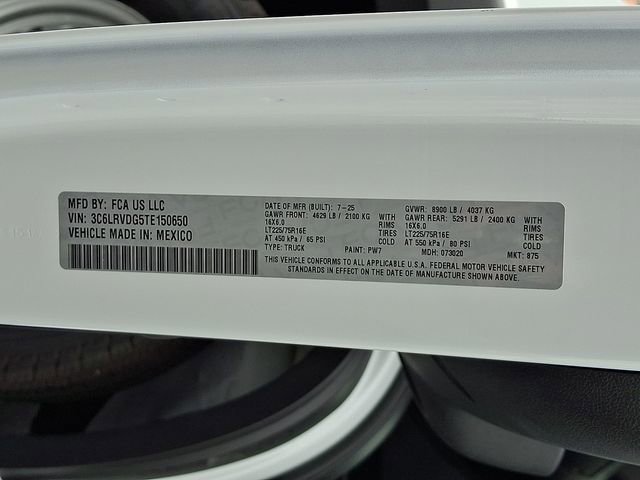 MFD BY: FCA US LLC
VIN: 3C6LRVDG5TE150650
VEHICLE MADE IN: MEXICO
DATE OF MFR (BUILT): 7-25
GAWR FRONT: 4629 LB / 2100 KG WITH
16X6.0 RIMS
LT225/75R16E TIRES
AT 450 kPa / 65 PSI COLD
TYPE: TRUCK PAINT: PW7
GVWR: 8900 LB / 4037 KG
GAWR REAR: 5291 LB / 2400 KG WITH
16X6.0 RIMS
LT225/75R16E TIRES
AT 550 kPa / 80 PSI COLD
MDH: 073020 MKT: 875
THIS VEHICLE CONFORMS TO ALL APPLICABLE U.S.A. FEDERAL MOTOR VEHICLE SAFETY
STANDARDS IN EFFECT ON THE DATE OF MANUFACTURE SHOWN ABOVE.